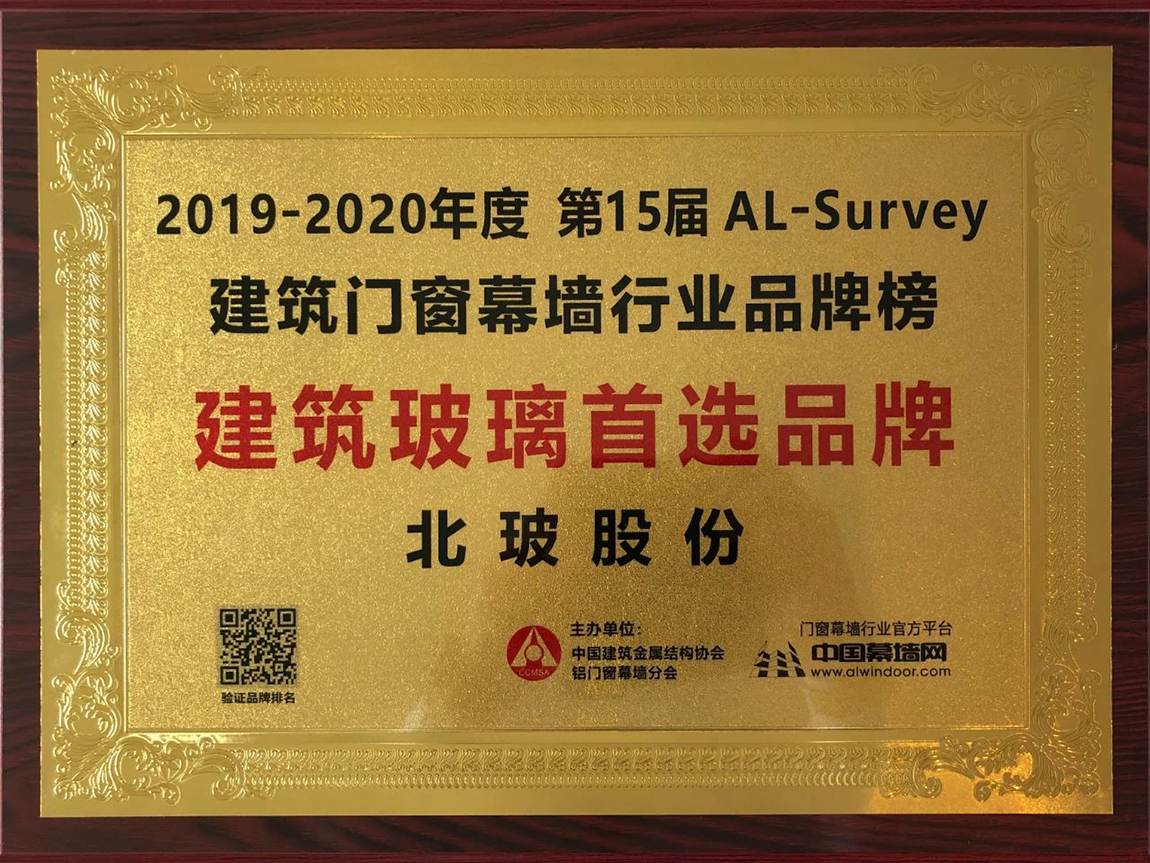 2019-2020年度 第15届 AL-Survey
建筑门窗幕墙行业品牌榜
建筑玻璃首选品牌
北玻股份
验证品牌排名
CCMSA
主办单位：
中国建筑金属结构协会
铝门窗幕墙分会
门窗幕墙行业官方平台
中国幕墙网
www.alwindoor.com